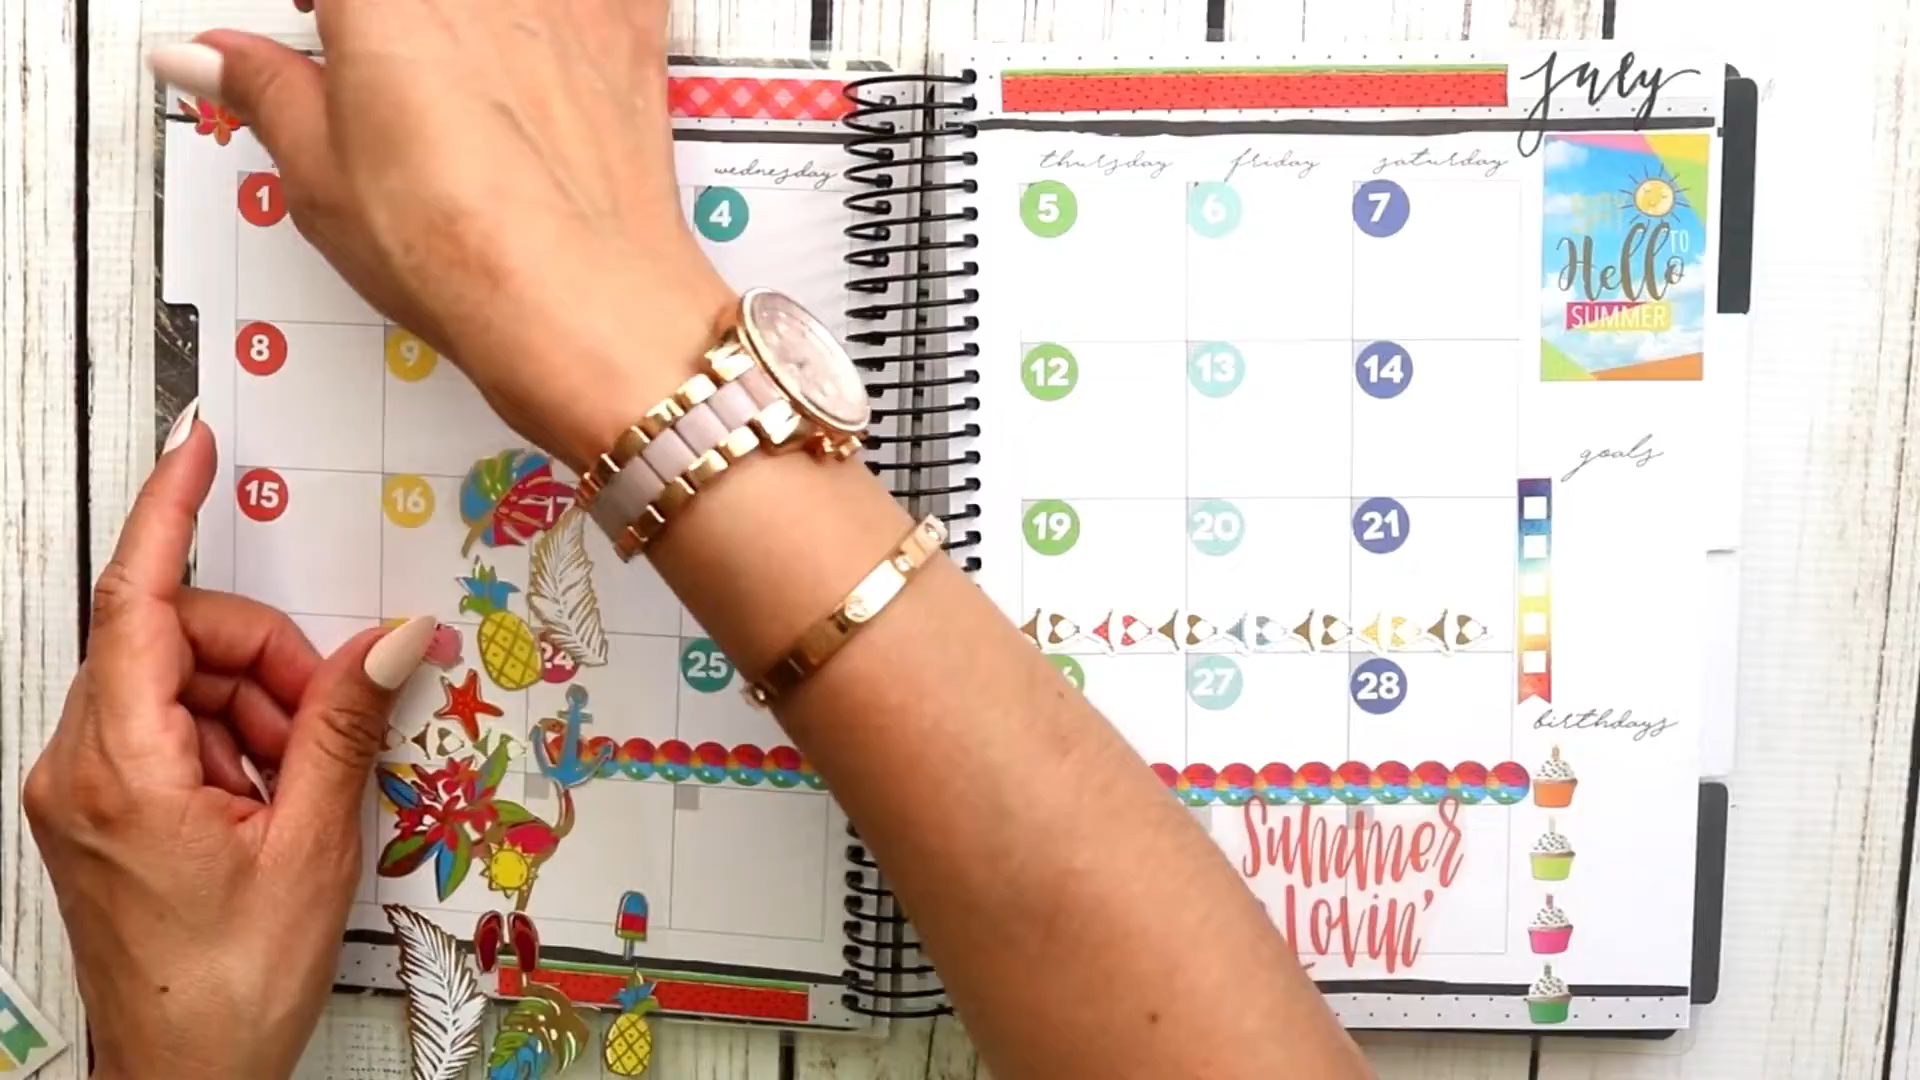 july
wednesday
thursday friday saturday
1 4 5 6 7
SAY
Hello
TO
SUMMER
8 9 12 13 14
goals
15 16 17 19 20 21
24 25 27 28
birthdays
Summer
Lovin'